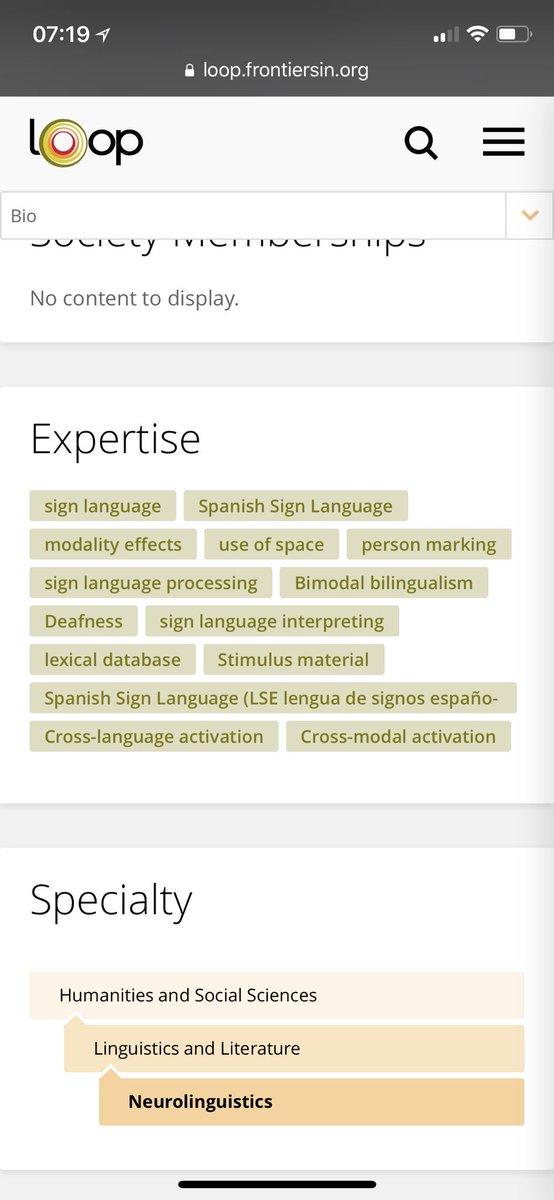 07:19
loop.frontiersin.org
loop
Bio
Society Memberships
No content to display.
Expertise
sign language Spanish Sign Language
modality effects use of space person marking
sign language processing Bimodal bilingualism
Deafness sign language interpreting
lexical database Stimulus material
Spanish Sign Language (LSE lengua de signos españo-
Cross-language activation Cross-modal activation
Specialty
Humanities and Social Sciences
Linguistics and Literature
Neurolinguistics